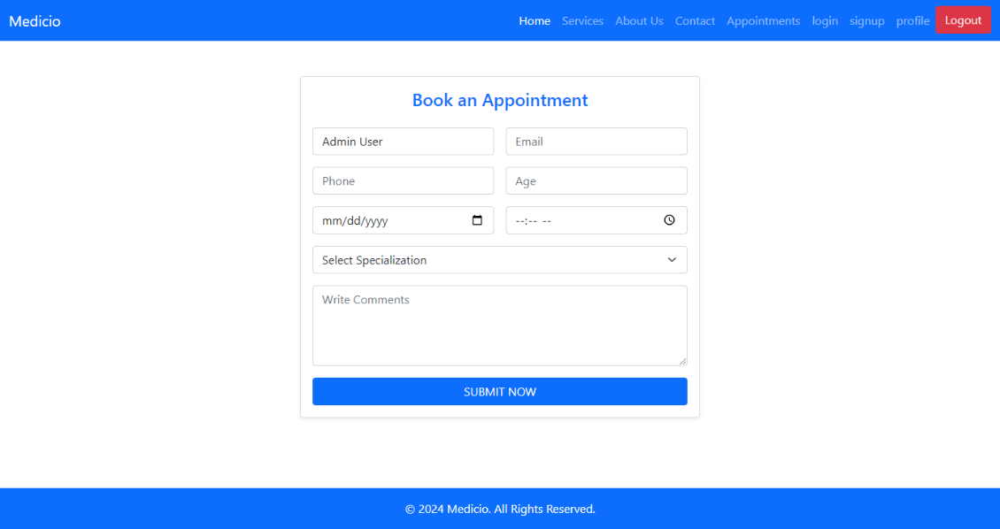 Medicio Home Services About Us Contact Appointments login signup profile Logout
Book an Appointment
Admin User Email
Phone Age
mm/dd/yyyy --:-- --
Select Specialization
Write Comments
SUBMIT NOW
© 2024 Medicio. All Rights Reserved.